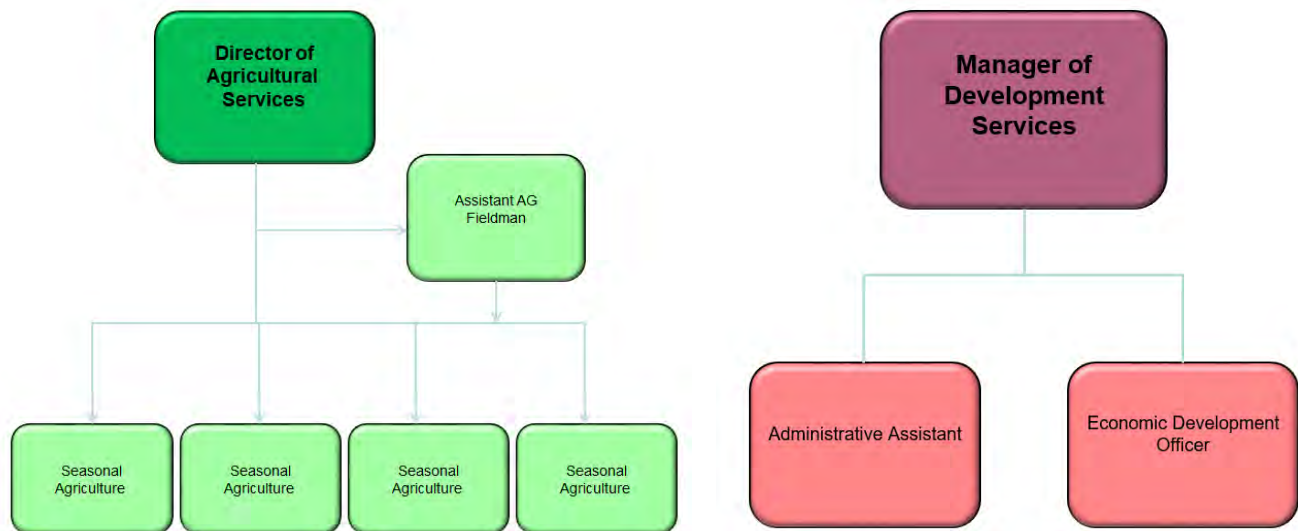 Director of
Agricultural
Services
Assistant AG
Fieldman
Seasonal
Agriculture
Seasonal
Agriculture
Seasonal
Agriculture
Seasonal
Agriculture
Manager of
Development
Services
Administrative Assistant
Economic Development
Officer